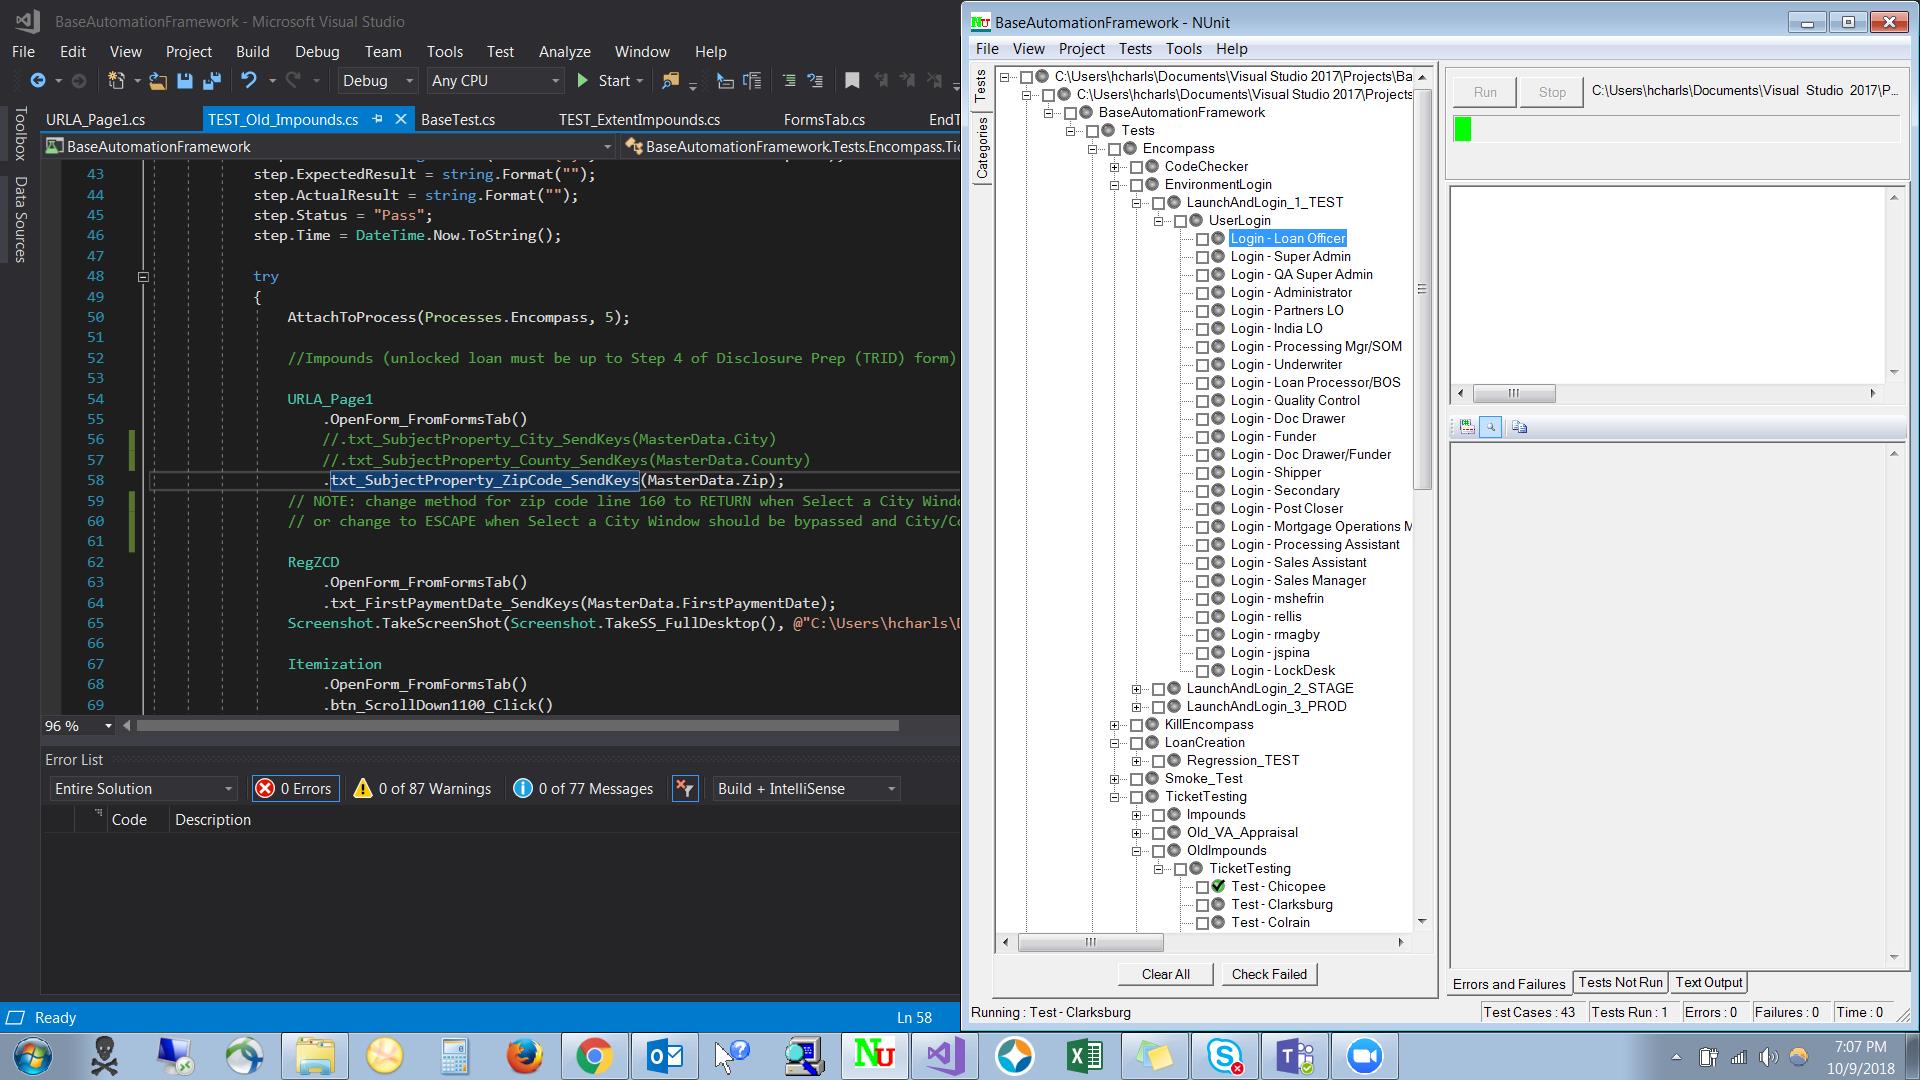 BaseAutomationFramework - Microsoft Visual Studio
File Edit View Project Build Debug Team Tools Test Analyze Window Help
Debug Any CPU Start
Toolbox
Data Sources
URLA_Page1.cs TEST_Old_Impounds.cs BaseTest.cs TEST_ExtentImpounds.cs FormsTab.cs EndT
BaseAutomationFramework BaseAutomationFramework.Tests.Encompass.Tic
43 step.ExpectedResult = string.Format("");
44 step.ActualResult = string.Format("");
45 step.Status = "Pass";
46 step.Time = DateTime.Now.ToString();
47
48 try
49 {
50 AttachToProcess(Processes.Encompass, 5);
51
52 //Impounds (unlocked loan must be up to Step 4 of Disclosure Prep (TRID) form)
53
54 URLA_Page1
55 .OpenForm_FromFormsTab()
56 //.txt_SubjectProperty_City_SendKeys(MasterData.City)
57 //.txt_SubjectProperty_County_SendKeys(MasterData.County)
58 .txt_SubjectProperty_ZipCode_SendKeys(MasterData.Zip);
59 // NOTE: change method for zip code line 160 to RETURN when Select a City Windo
60 // or change to ESCAPE when Select a City Window should be bypassed and City/Co
61
62 RegZCD
63 .OpenForm_FromFormsTab()
64 .txt_FirstPaymentDate_SendKeys(MasterData.FirstPaymentDate);
65 Screenshot.TakeScreenShot(Screenshot.TakeSS_FullDesktop(), @"C:\Users\hcharls\D
66
67 Itemization
68 .OpenForm_FromFormsTab()
69 .btn_ScrollDown1100_Click()
96 %
Error List
Entire Solution 0 Errors 0 of 87 Warnings 0 of 77 Messages Build + IntelliSense
Code Description
Ready Ln 58
BaseAutomationFramework - NUnit
File View Project Tests Tools Help
Tests
Categories
C:\Users\hcharls\Documents\Visual Studio 2017\Projects\Ba
C:\Users\hcharls\Documents\Visual Studio 2017\Projects
BaseAutomationFramework
Tests
Encompass
CodeChecker
EnvironmentLogin
LaunchAndLogin_1_TEST
UserLogin
Login - Loan Officer
Login - Super Admin
Login - QA Super Admin
Login - Administrator
Login - Partners LO
Login - India LO
Login - Processing Mgr/SOM
Login - Underwriter
Login - Loan Processor/BOS
Login - Quality Control
Login - Doc Drawer
Login - Funder
Login - Doc Drawer/Funder
Login - Shipper
Login - Secondary
Login - Post Closer
Login - Mortgage Operations M
Login - Processing Assistant
Login - Sales Assistant
Login - Sales Manager
Login - mshefrin
Login - rellis
Login - rmagby
Login - jspina
Login - LockDesk
LaunchAndLogin_2_STAGE
LaunchAndLogin_3_PROD
KillEncompass
LoanCreation
Regression_TEST
Smoke_Test
TicketTesting
Impounds
Old_VA_Appraisal
OldImpounds
TicketTesting
Test - Chicopee
Test - Clarksburg
Test - Colrain
Clear All Check Failed
Run Stop C:\Users\hcharls\Documents\Visual Studio 2017\P...
Errors and Failures Tests Not Run Text Output
Running : Test - Clarksburg Test Cases : 43 Tests Run : 1 Errors : 0 Failures : 0 Time : 0
7:07 PM
10/9/2018